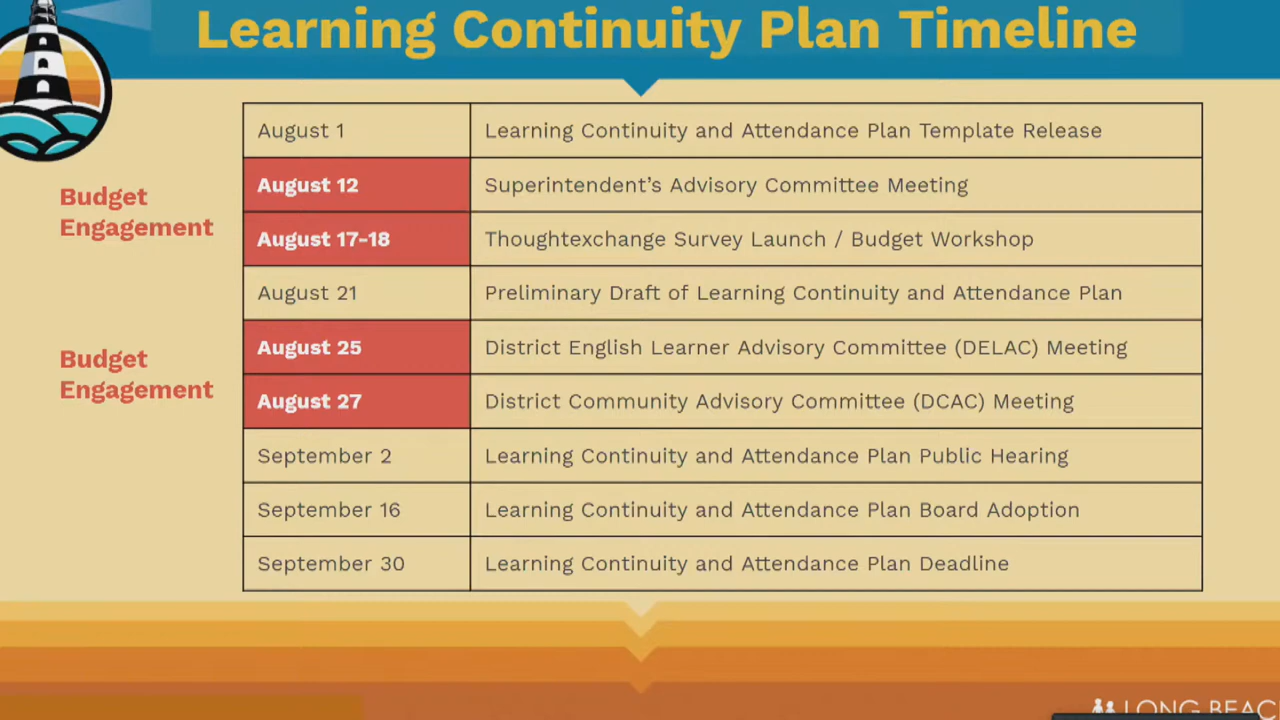 Learning Continuity Plan Timeline
August 1 Learning Continuity and Attendance Plan Template Release
Budget
Engagement
August 12 Superintendent's Advisory Committee Meeting
August 17-18 Thoughtexchange Survey Launch / Budget Workshop
August 21 Preliminary Draft of Learning Continuity and Attendance Plan
Budget
Engagement
August 25 District English Learner Advisory Committee (DELAC) Meeting
August 27 District Community Advisory Committee (DCAC) Meeting
September 2 Learning Continuity and Attendance Plan Public Hearing
September 16 Learning Continuity and Attendance Plan Board Adoption
September 30 Learning Continuity and Attendance Plan Deadline
LONG BEAC